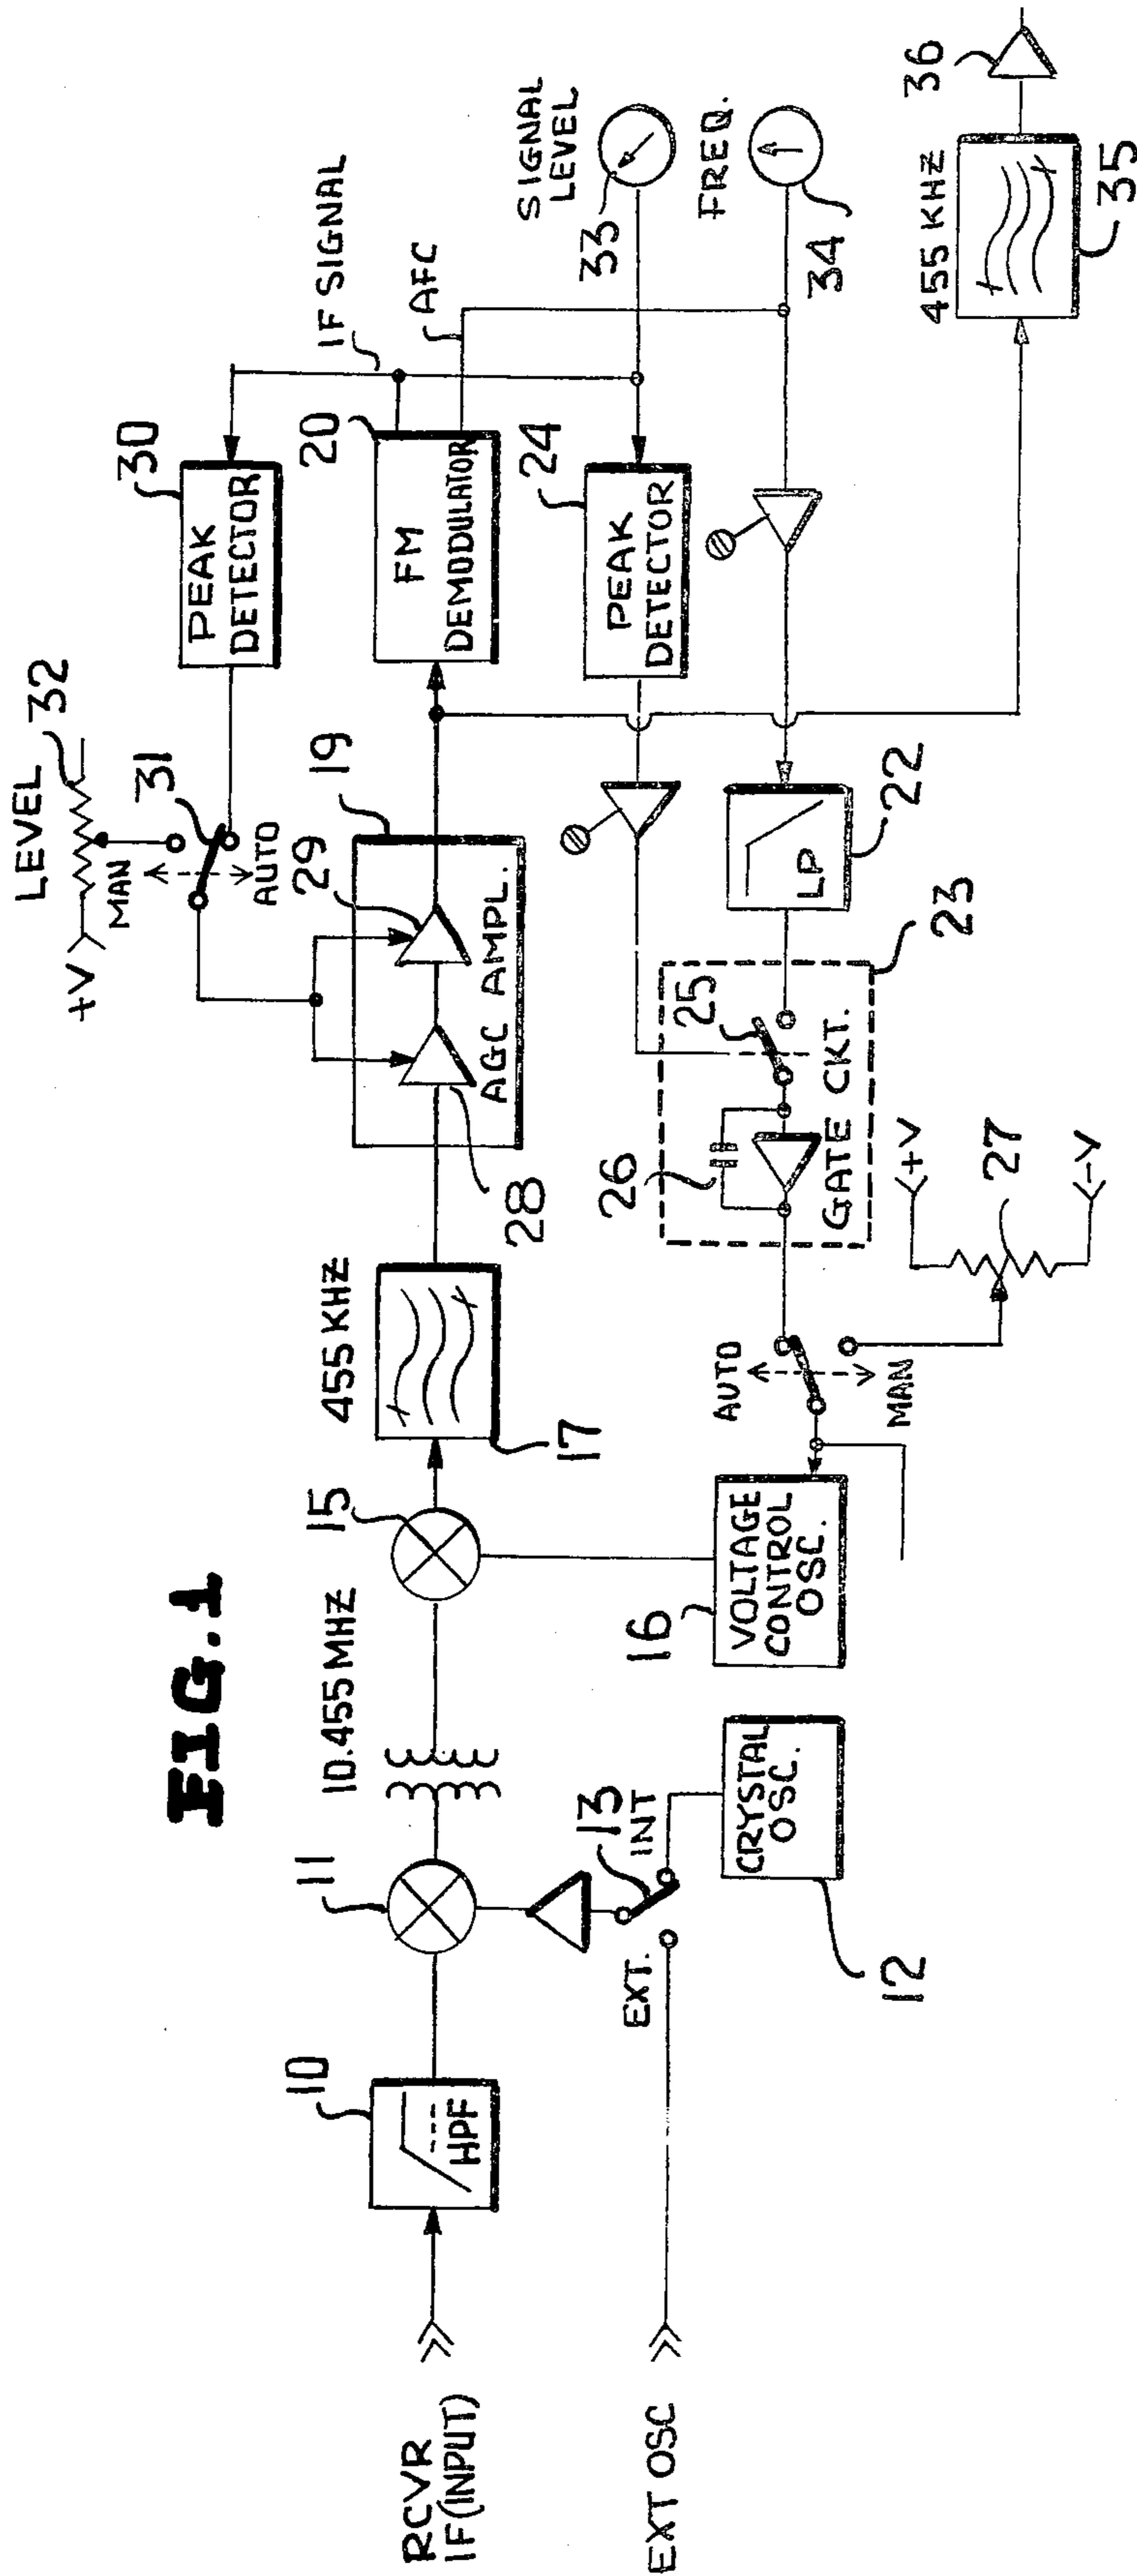 FIG. 1
RCVR
IF (INPUT)
10
HPF
11
10.455 MHZ
15
455 KHZ
17
28
AGC AMPL.
29
19
+V
LEVEL
32
MAN
31
AUTO
PEAK
DETECTOR
30
FM
DEMODULATOR
20
IF SIGNAL
AFC
SIGNAL
LEVEL
33
FREQ.
34
PEAK
DETECTOR
24
EXT OSC
EXT.
13
INT
CRYSTAL
OSC.
12
16
VOLTAGE
CONTROL
OSC.
AUTO
MAN
26
25
GATE CKT.
23
LP
22
+V
27
-V
455 KHZ
35
36